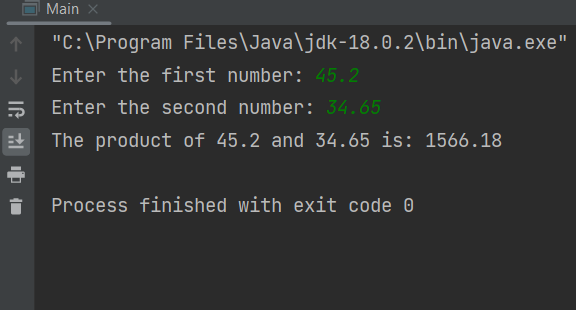 Main
"C:\Program Files\Java\jdk-18.0.2\bin\java.exe"
Enter the first number: 45.2
Enter the second number: 34.65
The product of 45.2 and 34.65 is: 1566.18
Process finished with exit code 0